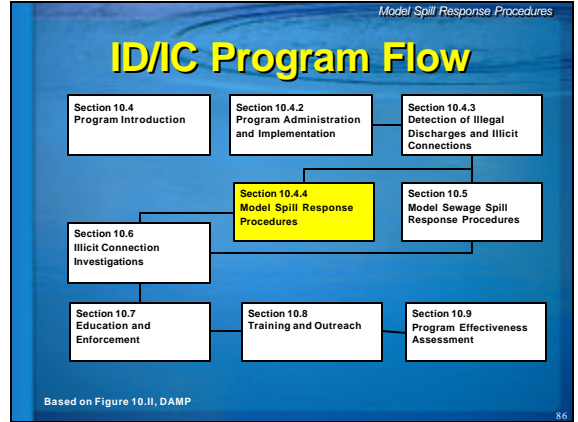 Model Spill Response Procedures
ID/IC Program Flow
Section 10.4
Program Introduction
Section 10.4.2
Program Administration
and Implementation
Section 10.4.3
Detection of Illegal
Discharges and Illicit
Connections
Section 10.4.4
Model Spill Response
Procedures
Section 10.5
Model Sewage Spill
Response Procedures
Section 10.6
Illicit Connection
Investigations
Section 10.7
Education and
Enforcement
Section 10.8
Training and Outreach
Section 10.9
Program Effectiveness
Assessment
Based on Figure 10.II, DAMP
86